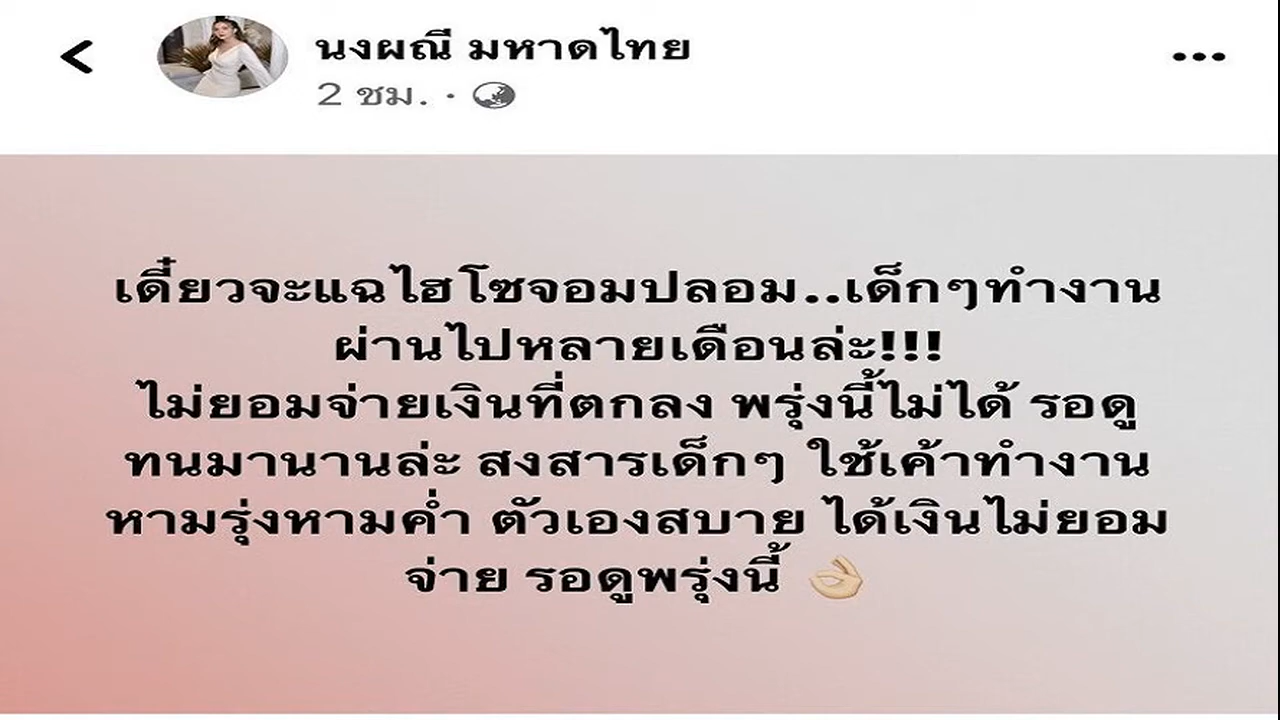 นงผณี มหาดไทย
2 ชม. ·
เดี๋ยวจะแฉไฮโซจอมปลอม..เด็กๆทำงาน
ผ่านไปหลายเดือนล่ะ!!!
ไม่ยอมจ่ายเงินที่ตกลง พรุ่งนี้ไม่ได้ รอดู
ทนมานานล่ะ สงสารเด็กๆ ใช้เค้าทำงาน
หามรุ่งหามค่ำ ตัวเองสบาย ได้เงินไม่ยอม
จ่าย รอดูพรุ่งนี้ 👌🏼